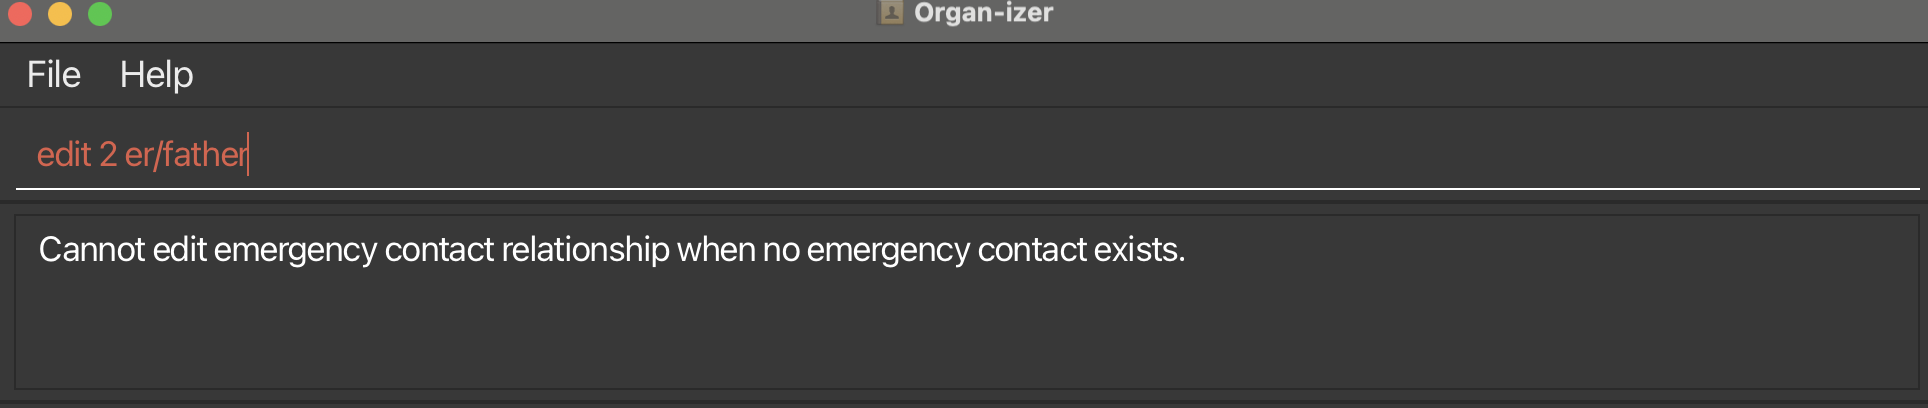 Organ-izer
File Help
edit 2 er/father
Cannot edit emergency contact relationship when no emergency contact exists.